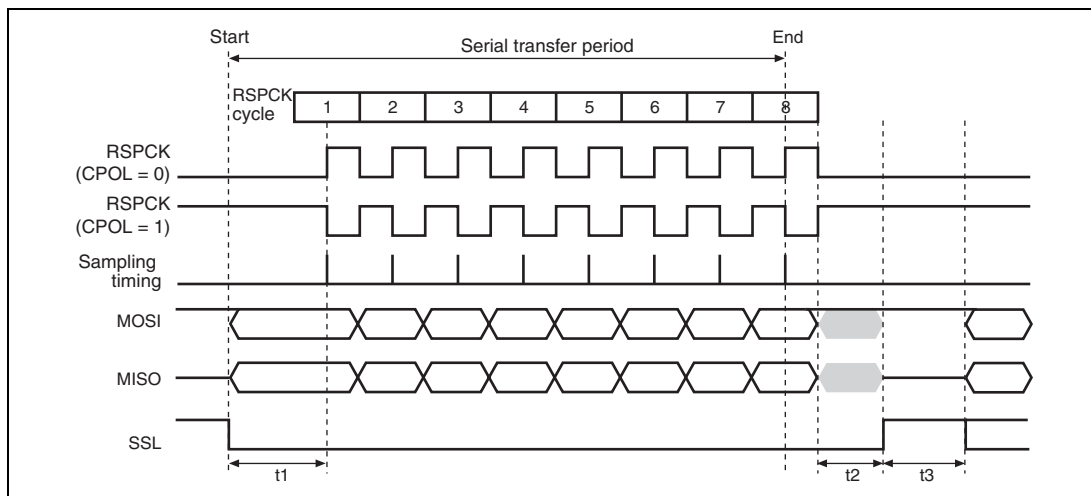 Start
Serial transfer period
End
RSPCK
cycle
1 2 3 4 5 6 7 8
RSPCK
(CPOL = 0)
RSPCK
(CPOL = 1)
Sampling
timing
MOSI
MISO
SSL
t1
t2
t3